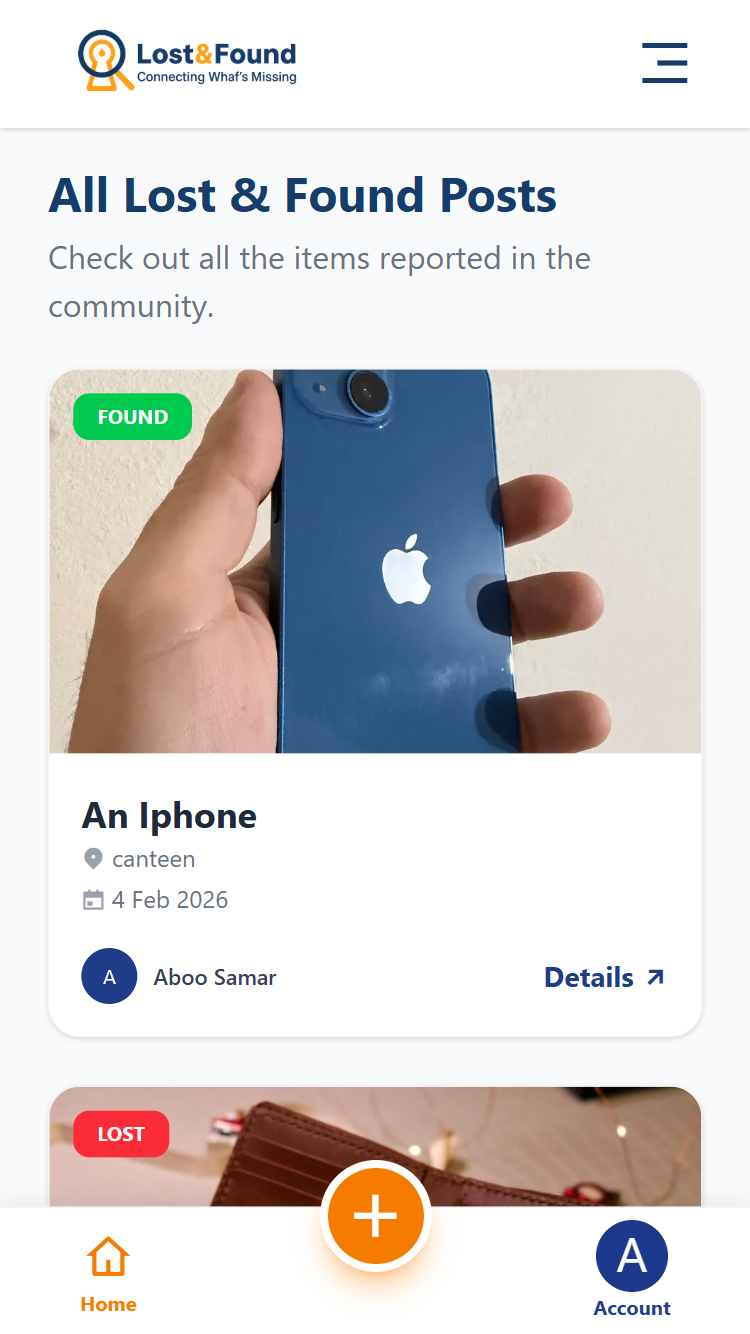 Lost&Found
Connecting Whaf's Missing
All Lost & Found Posts
Check out all the items reported in the
community.
FOUND
An Iphone
canteen
4 Feb 2026
A
Aboo Samar
Details
LOST
Home
A
Account